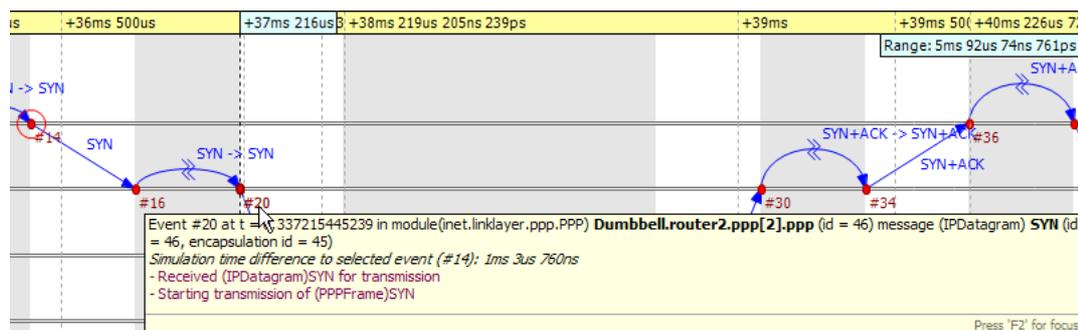 us +36ms 500us +37ms 216us 3 +38ms 219us 205ns 239ps +39ms +39ms 50( +40ms 226us 7
Range: 5ms 92us 74ns 761ps
-> SYN
SYN+A
#14
SYN
SYN -> SYN
SYN+ACK -> SYN+ACK
#36
SYN+ACK
#16
#20
#30
#34
Event #20 at t = 3,337215445239 in module(inet.linklayer.ppp.PPP) Dumbbell.router2.ppp[2].ppp (id = 46) message (IPDatagram) SYN (id
= 46, encapsulation id = 45)
Simulation time difference to selected event (#14): 1ms 3us 760ns
- Received (IPDatagram)SYN for transmission
- Starting transmission of (PPPFrame)SYN
Press 'F2' for focus